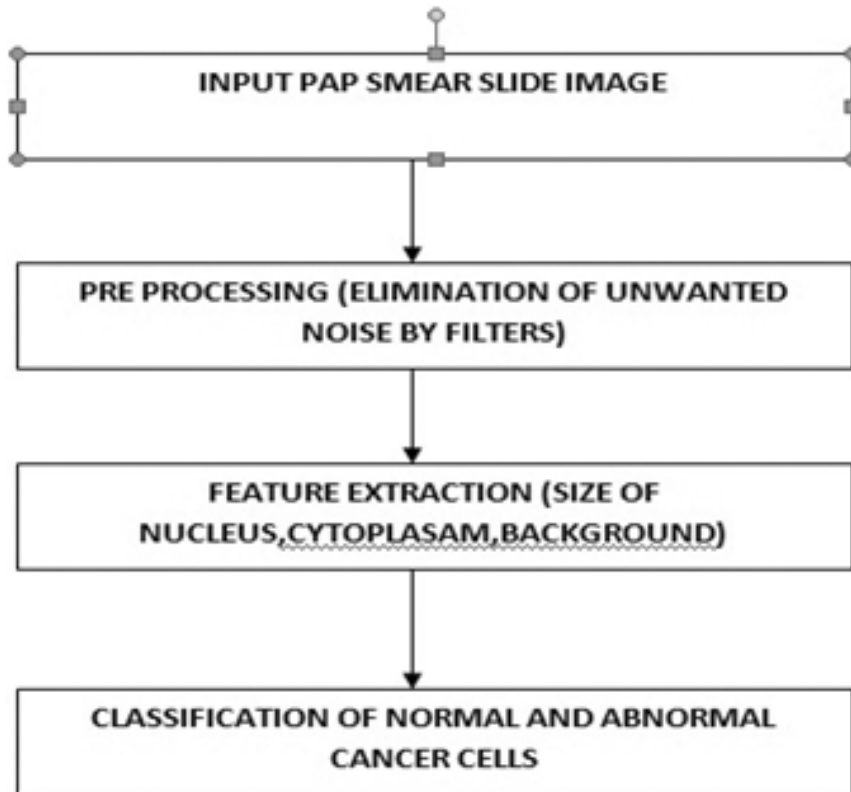 INPUT PAP SMEAR SLIDE IMAGE
PRE PROCESSING (ELIMINATION OF UNWANTED
NOISE BY FILTERS)
FEATURE EXTRACTION (SIZE OF
NUCLEUS,CYTOPLASAM,BACKGROUND)
CLASSIFICATION OF NORMAL AND ABNORMAL
CANCER CELLS